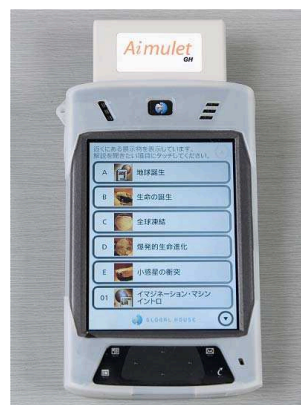 Aimulet
GH
近くにある展示物を表示しています。
解説を聞きたい項目にタッチしてください。
A 地球誕生
B 生命の誕生
C 全球凍結
D 爆発的生命進化
E 小惑星の衝突
01 イマジネーション・マシン
イントロ
GLOBAL HOUSE